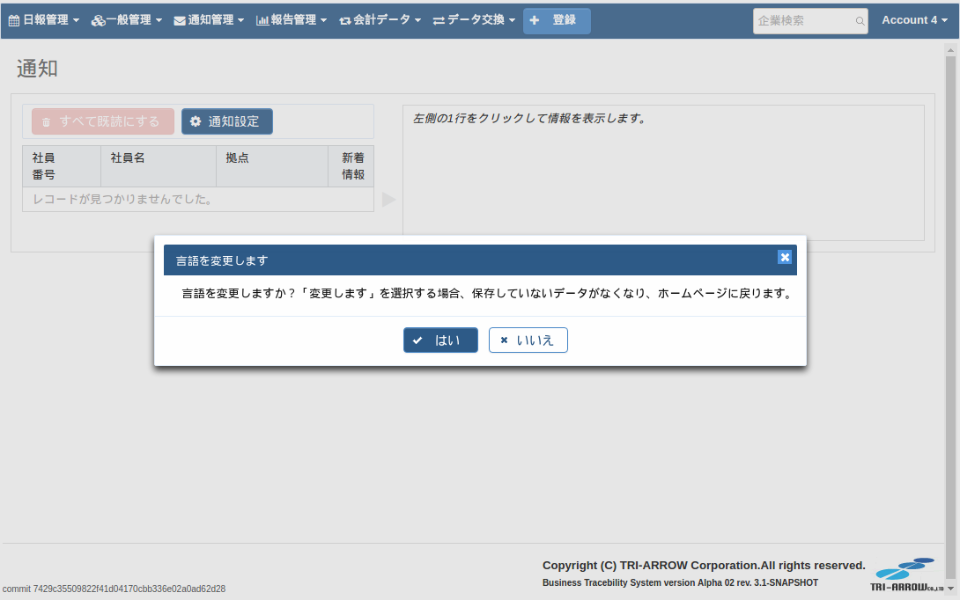 日報管理 一般管理 通知管理 報告管理 会計データ データ交換 登録 企業検索 Account 4
通知
すべて既読にする 通知設定
左側の1行をクリックして情報を表示します。
社員番号 社員名 拠点 新着情報
レコードが見つかりませんでした。
言語を変更します
言語を変更しますか？「変更します」を選択する場合、保存していないデータがなくなり、ホームページに戻ります。
はい いいえ
Copyright (C) TRI-ARROW Corporation.All rights reserved.
Business Tracebility System version Alpha 02 rev. 3.1-SNAPSHOT
TRI-ARROW CO.,LTD
commit 7429c35509822f41d04170cbb336e02a0ad62d28